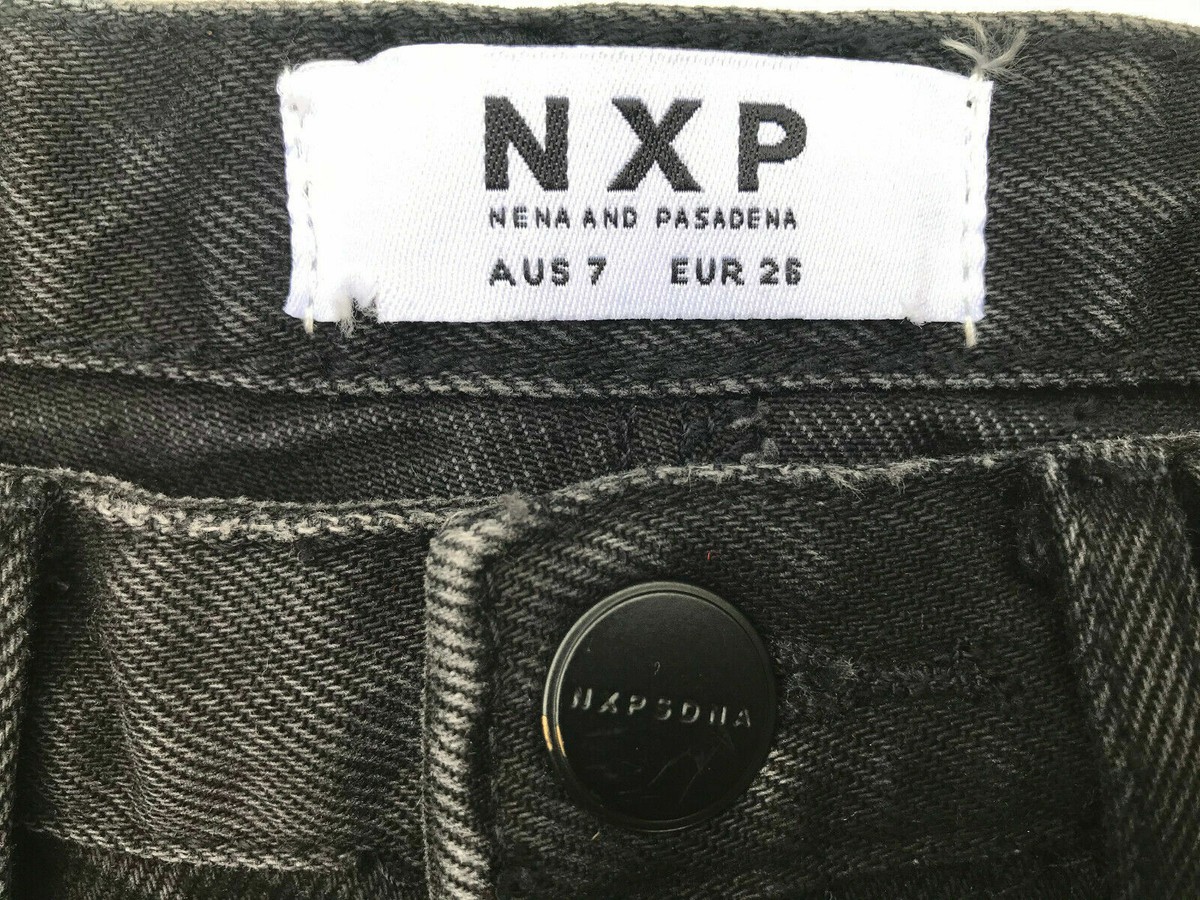 NXP
NENA AND PASADENA
AUS 7 EUR 26
NXPSDNA